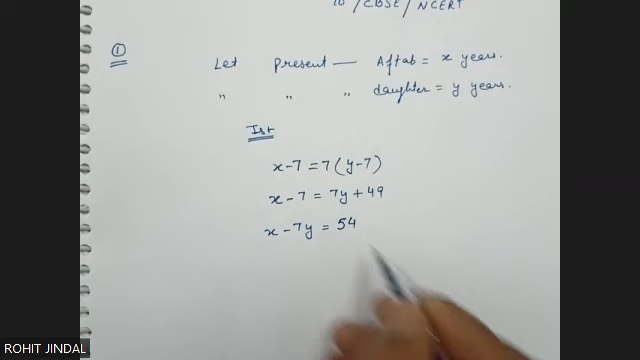 10 / CBSE / NCERT
① Let present — Aftab = x years.
" " " daughter = y years.
Ist
x - 7 = 7 (y - 7)
x - 7 = 7y + 49
x - 7y = 54
ROHIT JINDAL